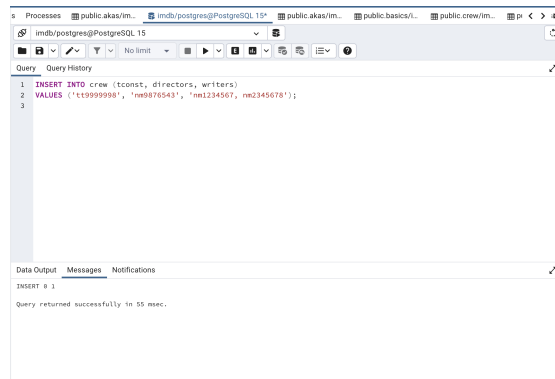 s Processes public.akas/im... imdb/postgres@PostgreSQL 15* public.akas/im... public.basics/i... public.crew/im...
imdb/postgres@PostgreSQL 15
No limit E
Query Query History
1 INSERT INTO crew (tconst, directors, writers)
2 VALUES ('tt9999998', 'nm9876543', 'nm1234567, nm2345678');
3
Data Output Messages Notifications
INSERT 0 1
Query returned successfully in 55 msec.